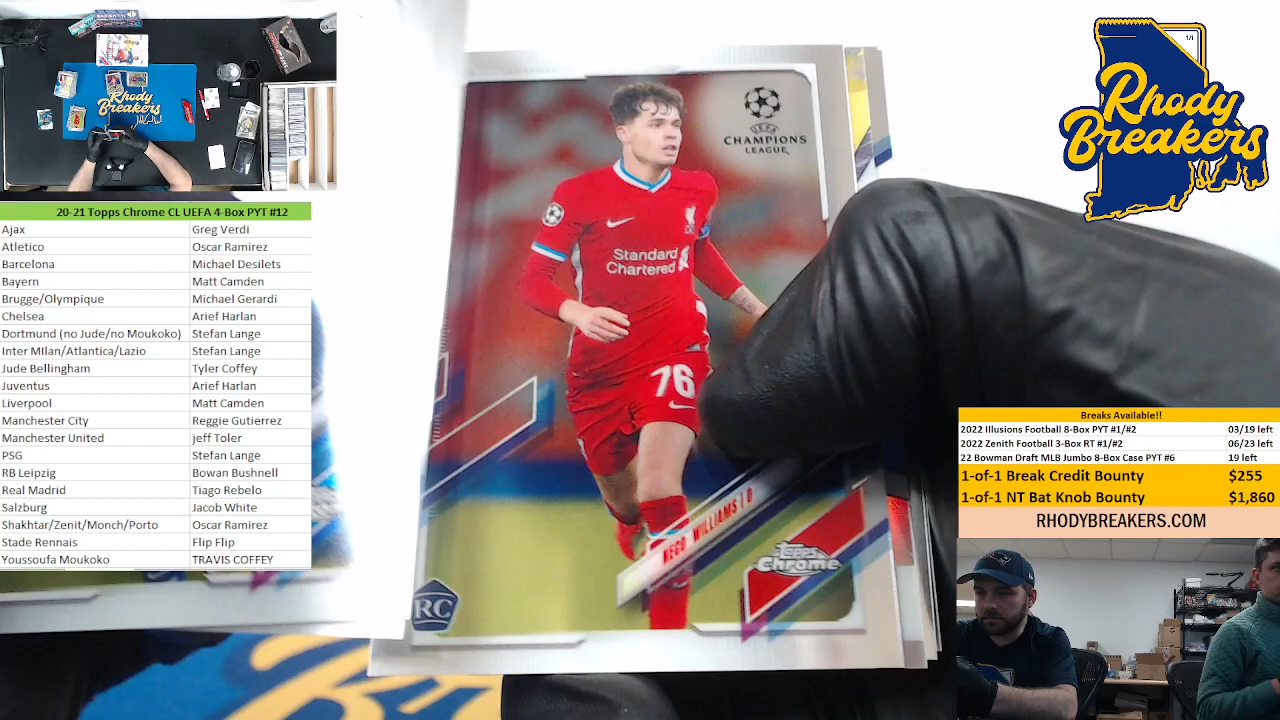 20-21 Topps Chrome CL UEFA 4-Box PYT #12
Ajax Greg Verdi
Atletico Oscar Ramirez
Barcelona Michael Desilets
Bayern Matt Camden
Brugge/Olympique Michael Gerardi
Chelsea Arief Harlan
Dortmund (no Jude/no Moukoko) Stefan Lange
Inter MIlan/Atlantica/Lazio Stefan Lange
Jude Bellingham Tyler Coffey
Juventus Arief Harlan
Liverpool Matt Camden
Manchester City Reggie Gutierrez
Manchester United jeff Toler
PSG Stefan Lange
RB Leipzig Bowan Bushnell
Real Madrid Tiago Rebelo
Salzburg Jacob White
Shakhtar/Zenit/Monch/Porto Oscar Ramirez
Stade Rennais Flip Flip
Youssoufa Moukoko TRAVIS COFFEY
Rhody
Breakers
UEFA
CHAMPIONS
LEAGUE
Standard
Chartered
76
NECO WILLIAMS | D
Topps
Chrome
RC
1/1
Rhody
Breakers
Breaks Available!!
2022 Illusions Football 8-Box PYT #1/#2 03/19 left
2022 Zenith Football 3-Box RT #1/#2 06/23 left
22 Bowman Draft MLB Jumbo 8-Box Case PYT #6 19 left
1-of-1 Break Credit Bounty $255
1-of-1 NT Bat Knob Bounty $1,860
RHODYBREAKERS.COM